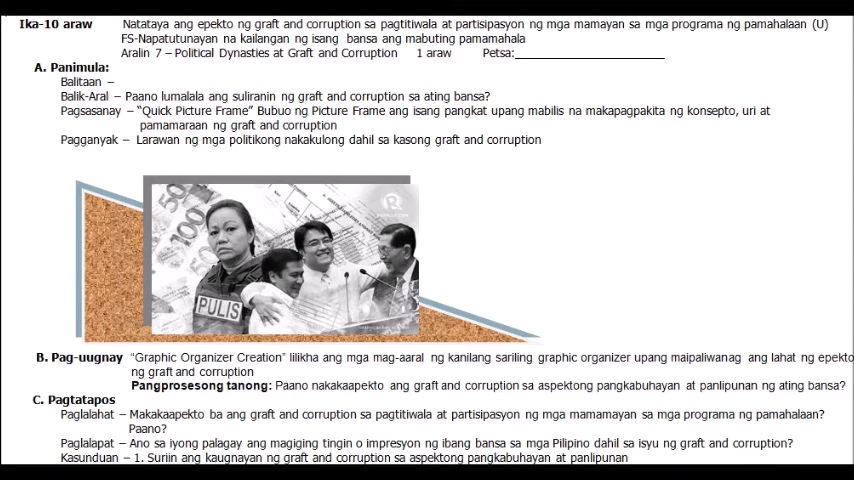 Ika-10 araw Natataya ang epekto ng graft and corruption sa pagtitiwala at partisipasyon ng mga mamayan sa mga programa ng pamahalaan (U)
FS-Napatutunayan na kailangan ng isang bansa ang mabuting pamamahala
Aralin 7 – Political Dynasties at Graft and Corruption 1 araw Petsa:_______________________
A. Panimula:
Balitaan –
Balik-Aral – Paano lumalala ang suliranin ng graft and corruption sa ating bansa?
Pagsasanay – "Quick Picture Frame" Bubuo ng Picture Frame ang isang pangkat upang mabilis na makapagpakita ng konsepto, uri at
pamamaraan ng graft and corruption
Pagganyak – Larawan ng mga politikong nakakulong dahil sa kasong graft and corruption
R
PULIS
B. Pag-uugnay "Graphic Organizer Creation" lilikha ang mga mag-aaral ng kanilang sariling graphic organizer upang maipaliwanag ang lahat ng epekto
ng graft and corruption
Pangprosesong tanong: Paano nakakaapekto ang graft and corruption sa aspektong pangkabuhayan at panlipunan ng ating bansa?
C. Pagtatapos
Paglalahat – Makakaapekto ba ang graft and corruption sa pagtitiwala at partisipasyon ng mga mamamayan sa mga programa ng pamahalaan?
Paano?
Paglalapat – Ano sa iyong palagay ang magiging tingin o impresyon ng ibang bansa sa mga Pilipino dahil sa isyu ng graft and corruption?
Kasunduan – 1. Suriin ang kaugnayan ng graft and corruption sa aspektong pangkabuhayan at panlipunan